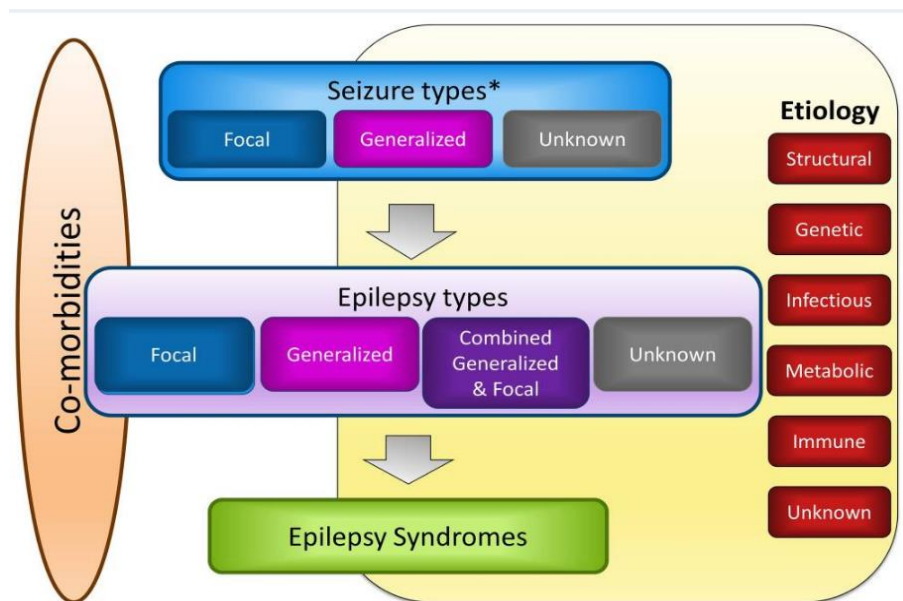 Co-morbidities
Seizure types*
Focal
Generalized
Unknown
Epilepsy types
Focal
Generalized
Combined
Generalized
& Focal
Unknown
Epilepsy Syndromes
Etiology
Structural
Genetic
Infectious
Metabolic
Immune
Unknown